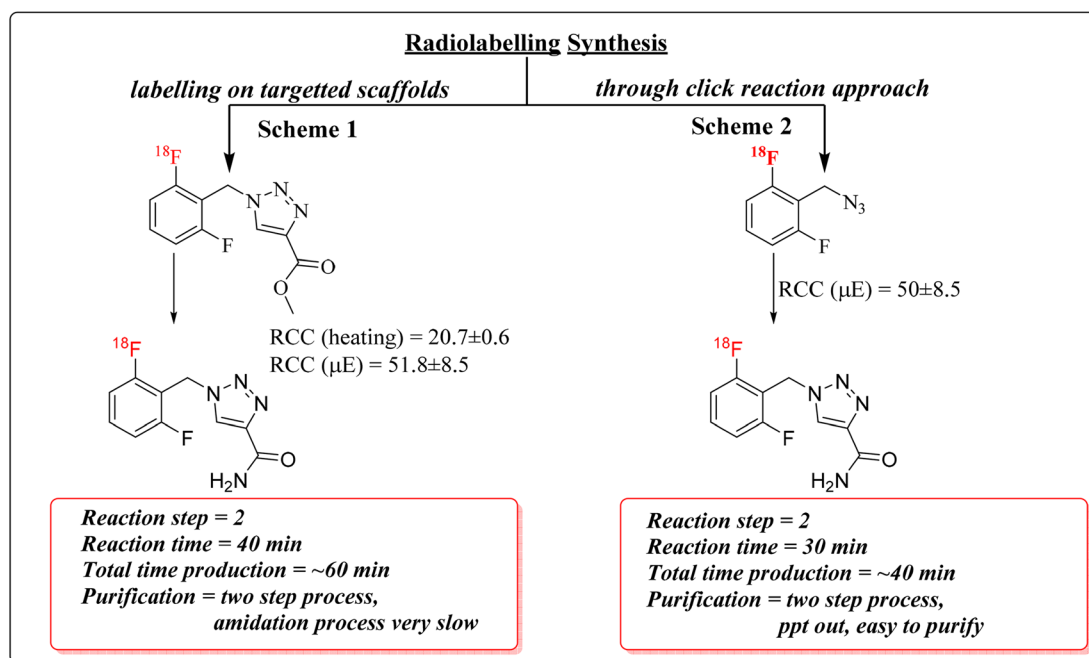 Radiolabelling Synthesis
labelling on targetted scaffolds
through click reaction approach
Scheme 1
Scheme 2
18F
N
N
N
F
O
O
RCC (heating) = 20.7±0.6
RCC (µE) = 51.8±8.5
18F
N
N
N
F
O
H2N
Reaction step = 2
Reaction time = 40 min
Total time production = ~60 min
Purification = two step process,
amidation process very slow
18F
N3
F
RCC (µE) = 50±8.5
18F
N
N
N
F
O
H2N
Reaction step = 2
Reaction time = 30 min
Total time production = ~40 min
Purification = two step process,
ppt out, easy to purify